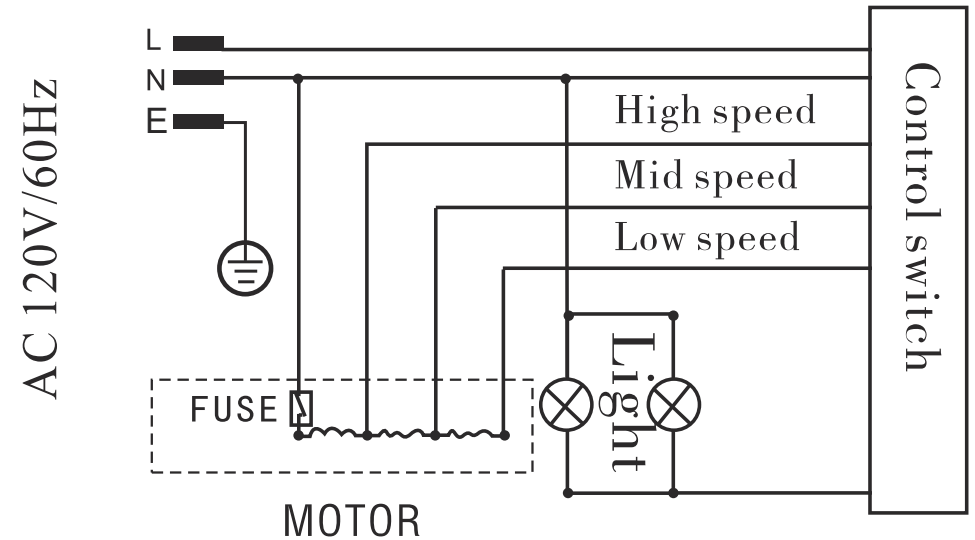 AC 120V/60Hz
L
N
E
High speed
Mid speed
Low speed
Control switch
Light
FUSE
MOTOR